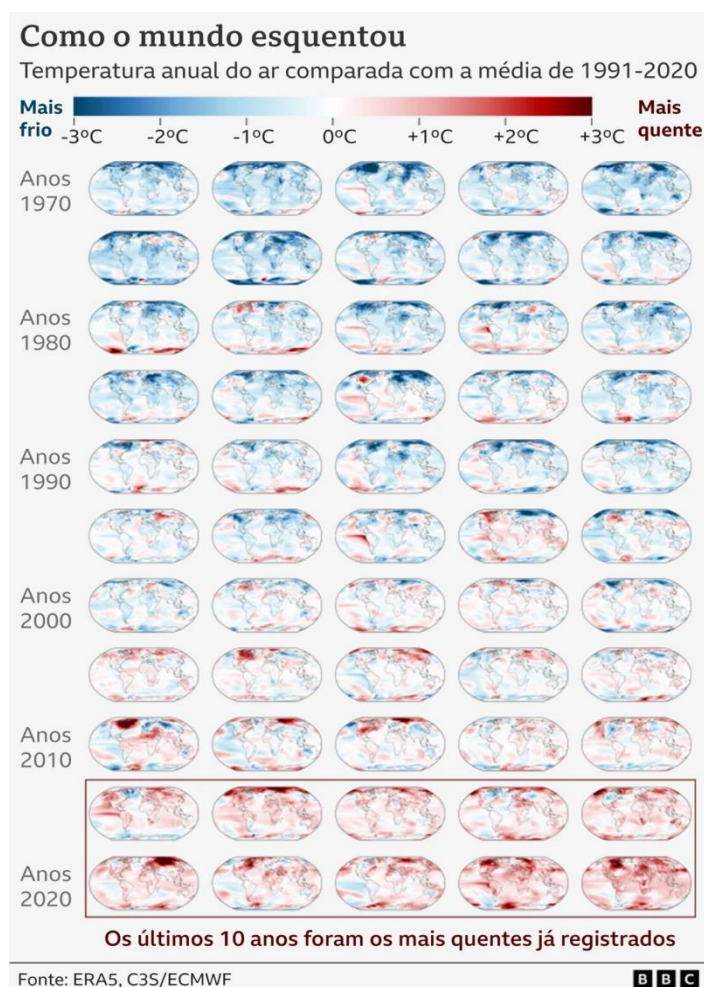 Como o mundo esquentou
Temperatura anual do ar comparada com a média de 1991-2020
Mais frio
-3ºC -2ºC -1ºC 0ºC +1ºC +2ºC +3ºC
Mais quente
Anos
1970
Anos
1980
Anos
1990
Anos
2000
Anos
2010
Anos
2020
Os últimos 10 anos foram os mais quentes já registrados
Fonte: ERA5, C3S/ECMWF
BBC